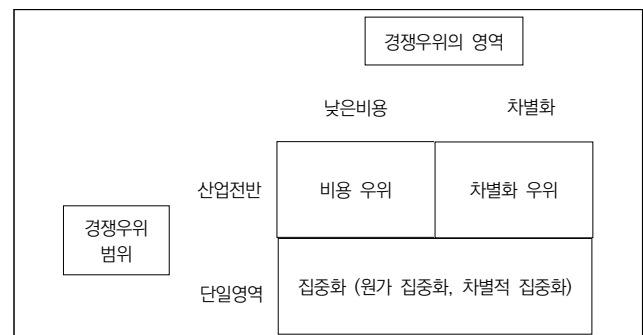 경쟁우위의 영역
낮은비용 차별화
산업전반 비용 우위 차별화 우위
경쟁우위
범위
단일영역 집중화 (원가 집중화, 차별적 집중화)